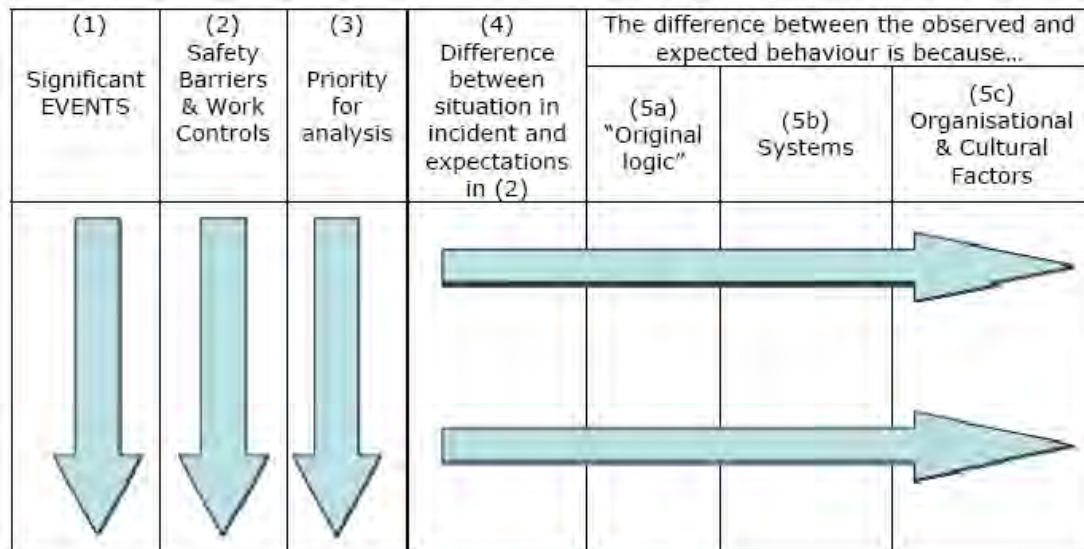 (1)
Significant
EVENTS
(2)
Safety
Barriers
& Work
Controls
(3)
Priority
for
analysis
(4)
Difference
between
situation in
incident and
expectations
in (2)
The difference between the observed and
expected behaviour is because...
(5a)
"Original
logic"
(5b)
Systems
(5c)
Organisational
& Cultural
Factors